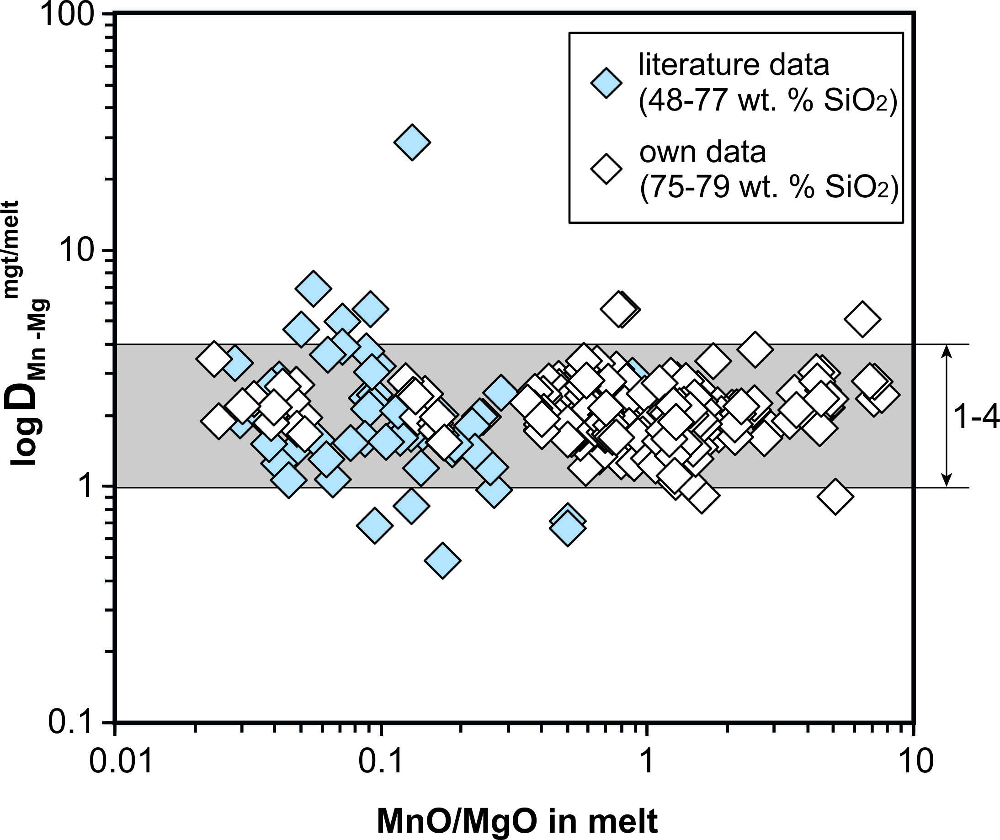 100
10
1
0.1
log D Mn -Mg mgt/melt
literature data
(48-77 wt. % SiO2)
own data
(75-79 wt. % SiO2)
1-4
0.01
0.1
1
10
MnO/MgO in melt